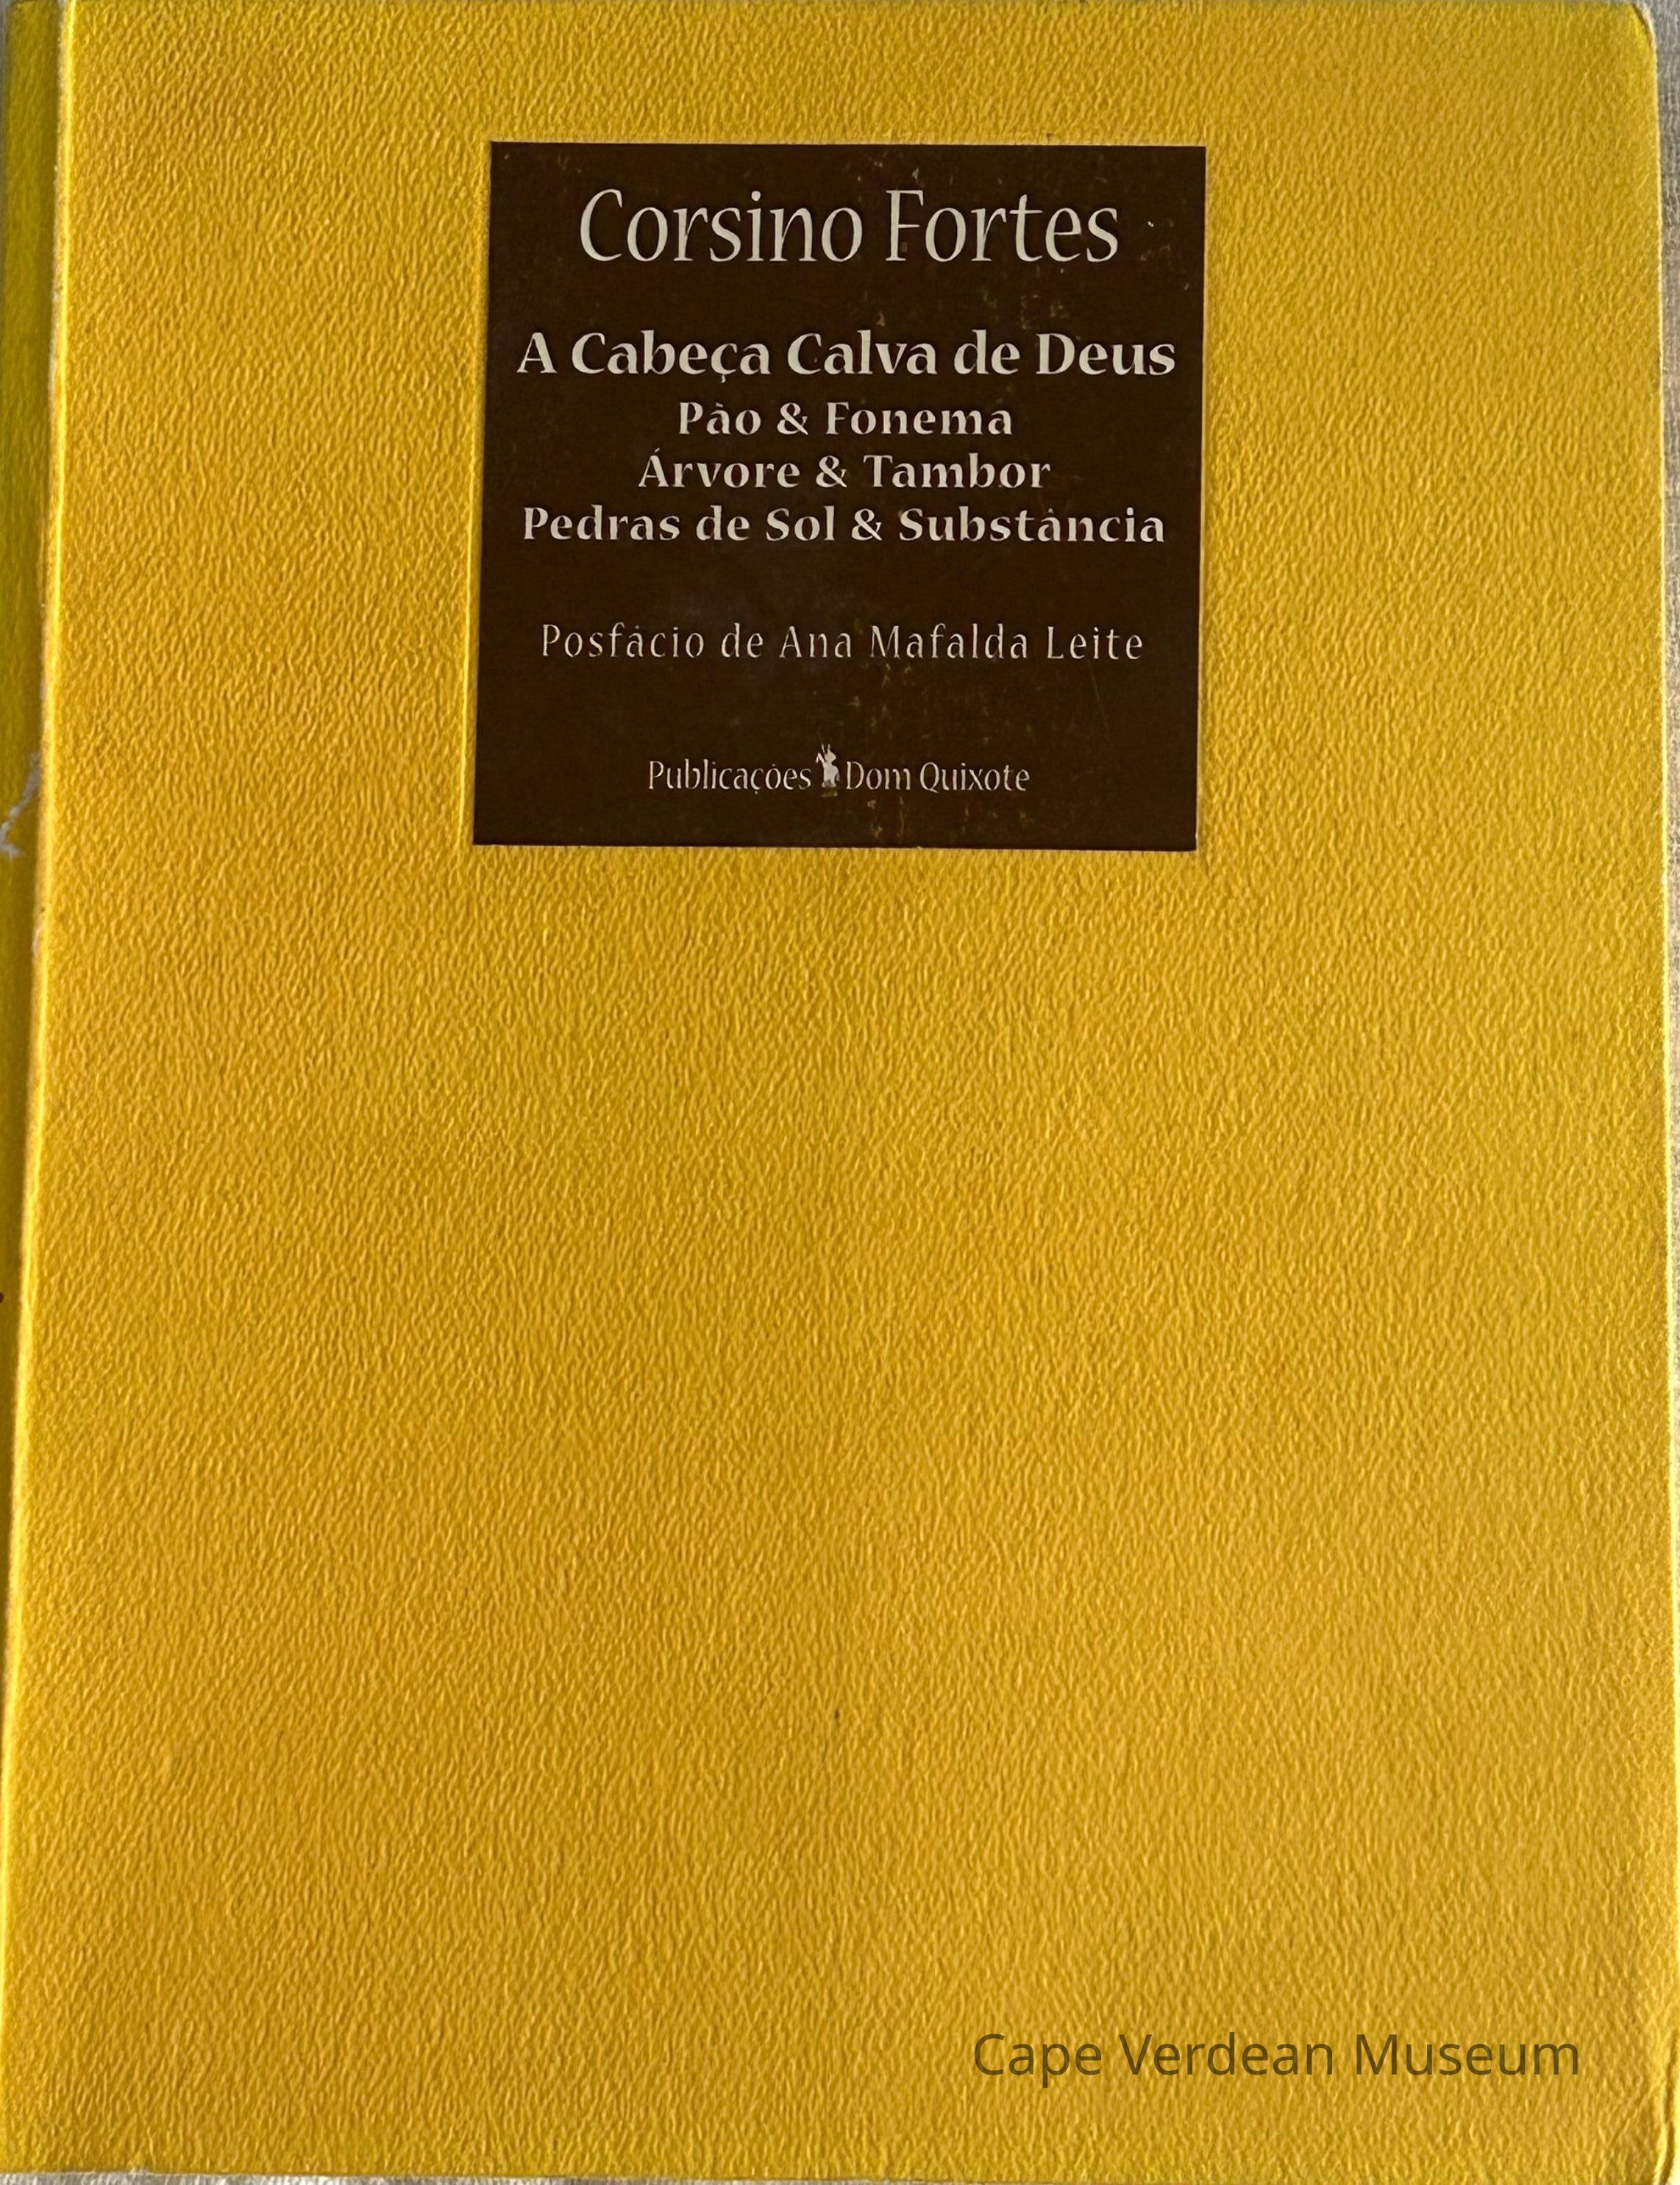 Corsino Fortes
A Cabeça Calva de Deus
Pão & Fonema
Árvore & Tambor
Pedras de Sol & Substância
Posfácio de Ana Mafalda Leite
Publicações Dom Quixote
Cape Verdean Museum